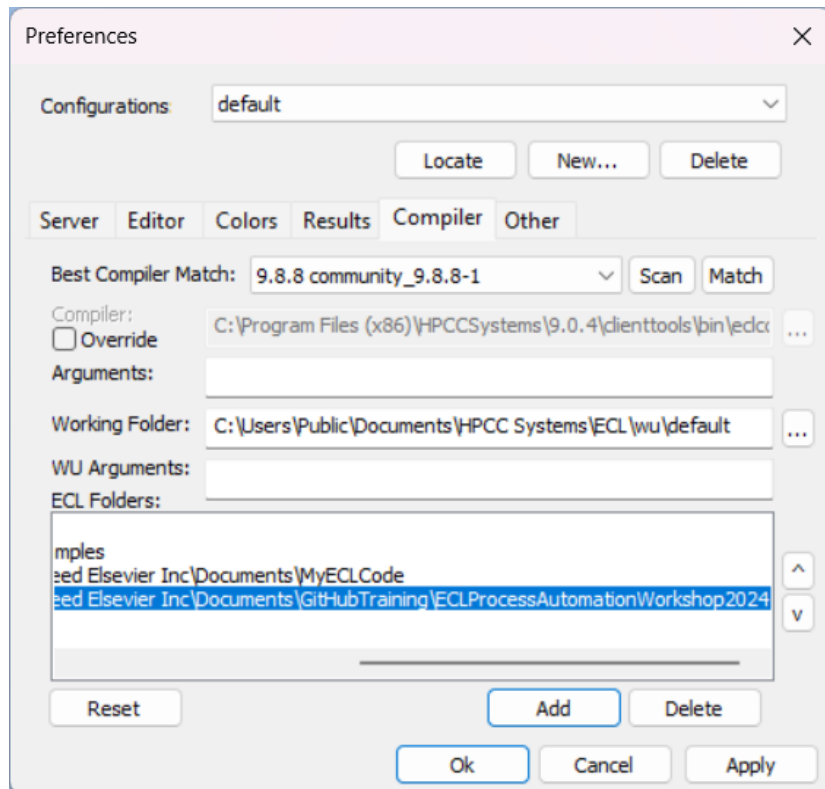 Preferences
Configurations: default
Locate New... Delete
Server Editor Colors Results Compiler Other
Best Compiler Match: 9.8.8 community_9.8.8-1 Scan Match
Compiler:
Override C:\Program Files (x86)\HPCCSystems\9.0.4\clienttools\bin\eclcc ...
Arguments:
Working Folder: C:\Users\Public\Documents\HPCC Systems\ECL\wu\default ...
WU Arguments:
ECL Folders:
mples
eed Elsevier Inc\Documents\MyECLCode
eed Elsevier Inc\Documents\GitHubTraining\ECLProcessAutomationWorkshop2024
Reset Add Delete
Ok Cancel Apply